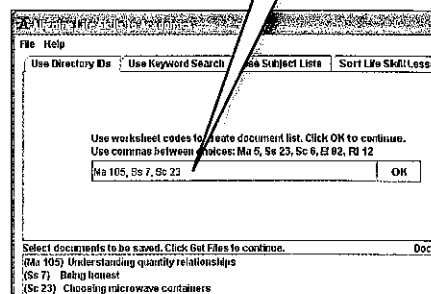 File Help
Use Directory IDs Use Keyword Search Use Subject Lists Sort Life Skill Less
Use worksheet codes to create document list. Click OK to continue.
Use commas between choices: Ma 5, Ss 23, Sc 6, El 82, Rl 12
Ma 105, Ss 7, Sc 23 OK
Select documents to be saved. Click Get Files to continue. Doc
(Ma 105) Understanding quantity relationships
(Ss 7) Being honest
(Sc 23) Choosing microwave containers